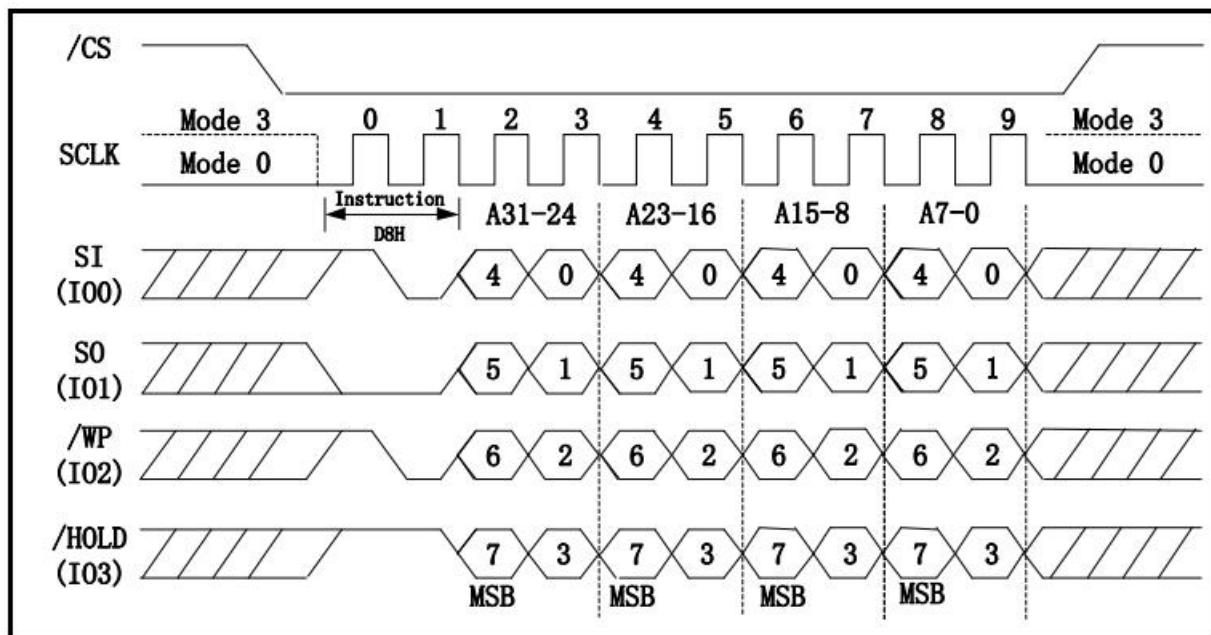 /CS
Mode 3 0 1 2 3 4 5 6 7 8 9 Mode 3
SCLK
Mode 0 Mode 0
Instruction
D8H
A31-24 A23-16 A15-8 A7-0
SI
(IO0)
4 0 4 0 4 0 4 0
SO
(IO1)
5 1 5 1 5 1 5 1
/WP
(IO2)
6 2 6 2 6 2 6 2
/HOLD
(IO3)
7 3 7 3 7 3 7 3
MSB MSB MSB MSB